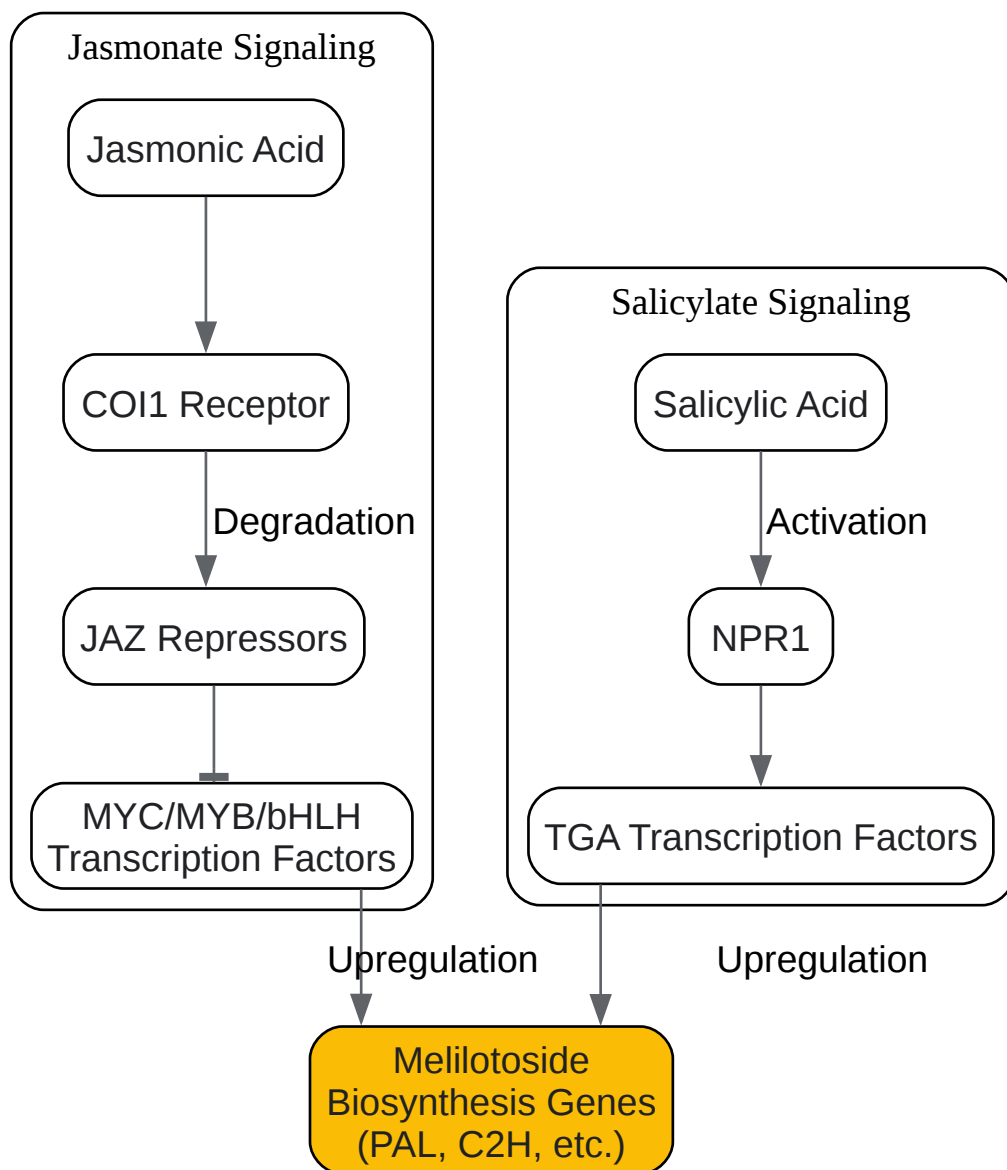 Jasmonate Signaling
Jasmonic Acid
COI1 Receptor
Degradation
JAZ Repressors
MYC/MYB/bHLH
Transcription Factors
Upregulation
Salicylate Signaling
Salicylic Acid
Activation
NPR1
TGA Transcription Factors
Upregulation
Melilotoside
Biosynthesis Genes
(PAL, C2H, etc.)